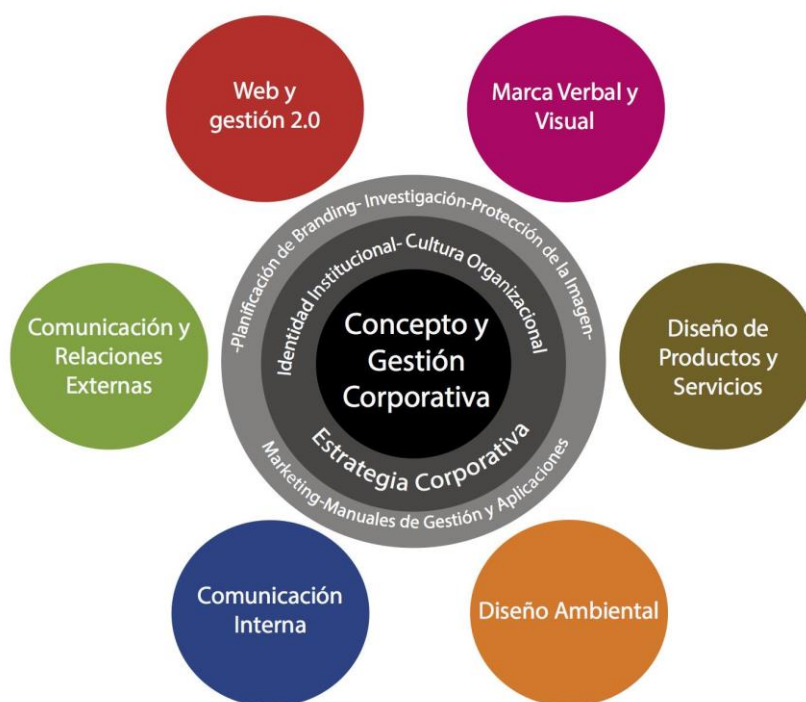 Web y
gestión 2.0
Marca Verbal y
Visual
-Planificación de Branding- Investigación-Protección de la Imagen-
Identidad Institucional- Cultura Organizacional
Concepto y
Gestión
Corporativa
Estrategia Corporativa
Marketing-Manuales de Gestión y Aplicaciones
Comunicación y
Relaciones
Externas
Diseño de
Productos y
Servicios
Comunicación
Interna
Diseño Ambiental